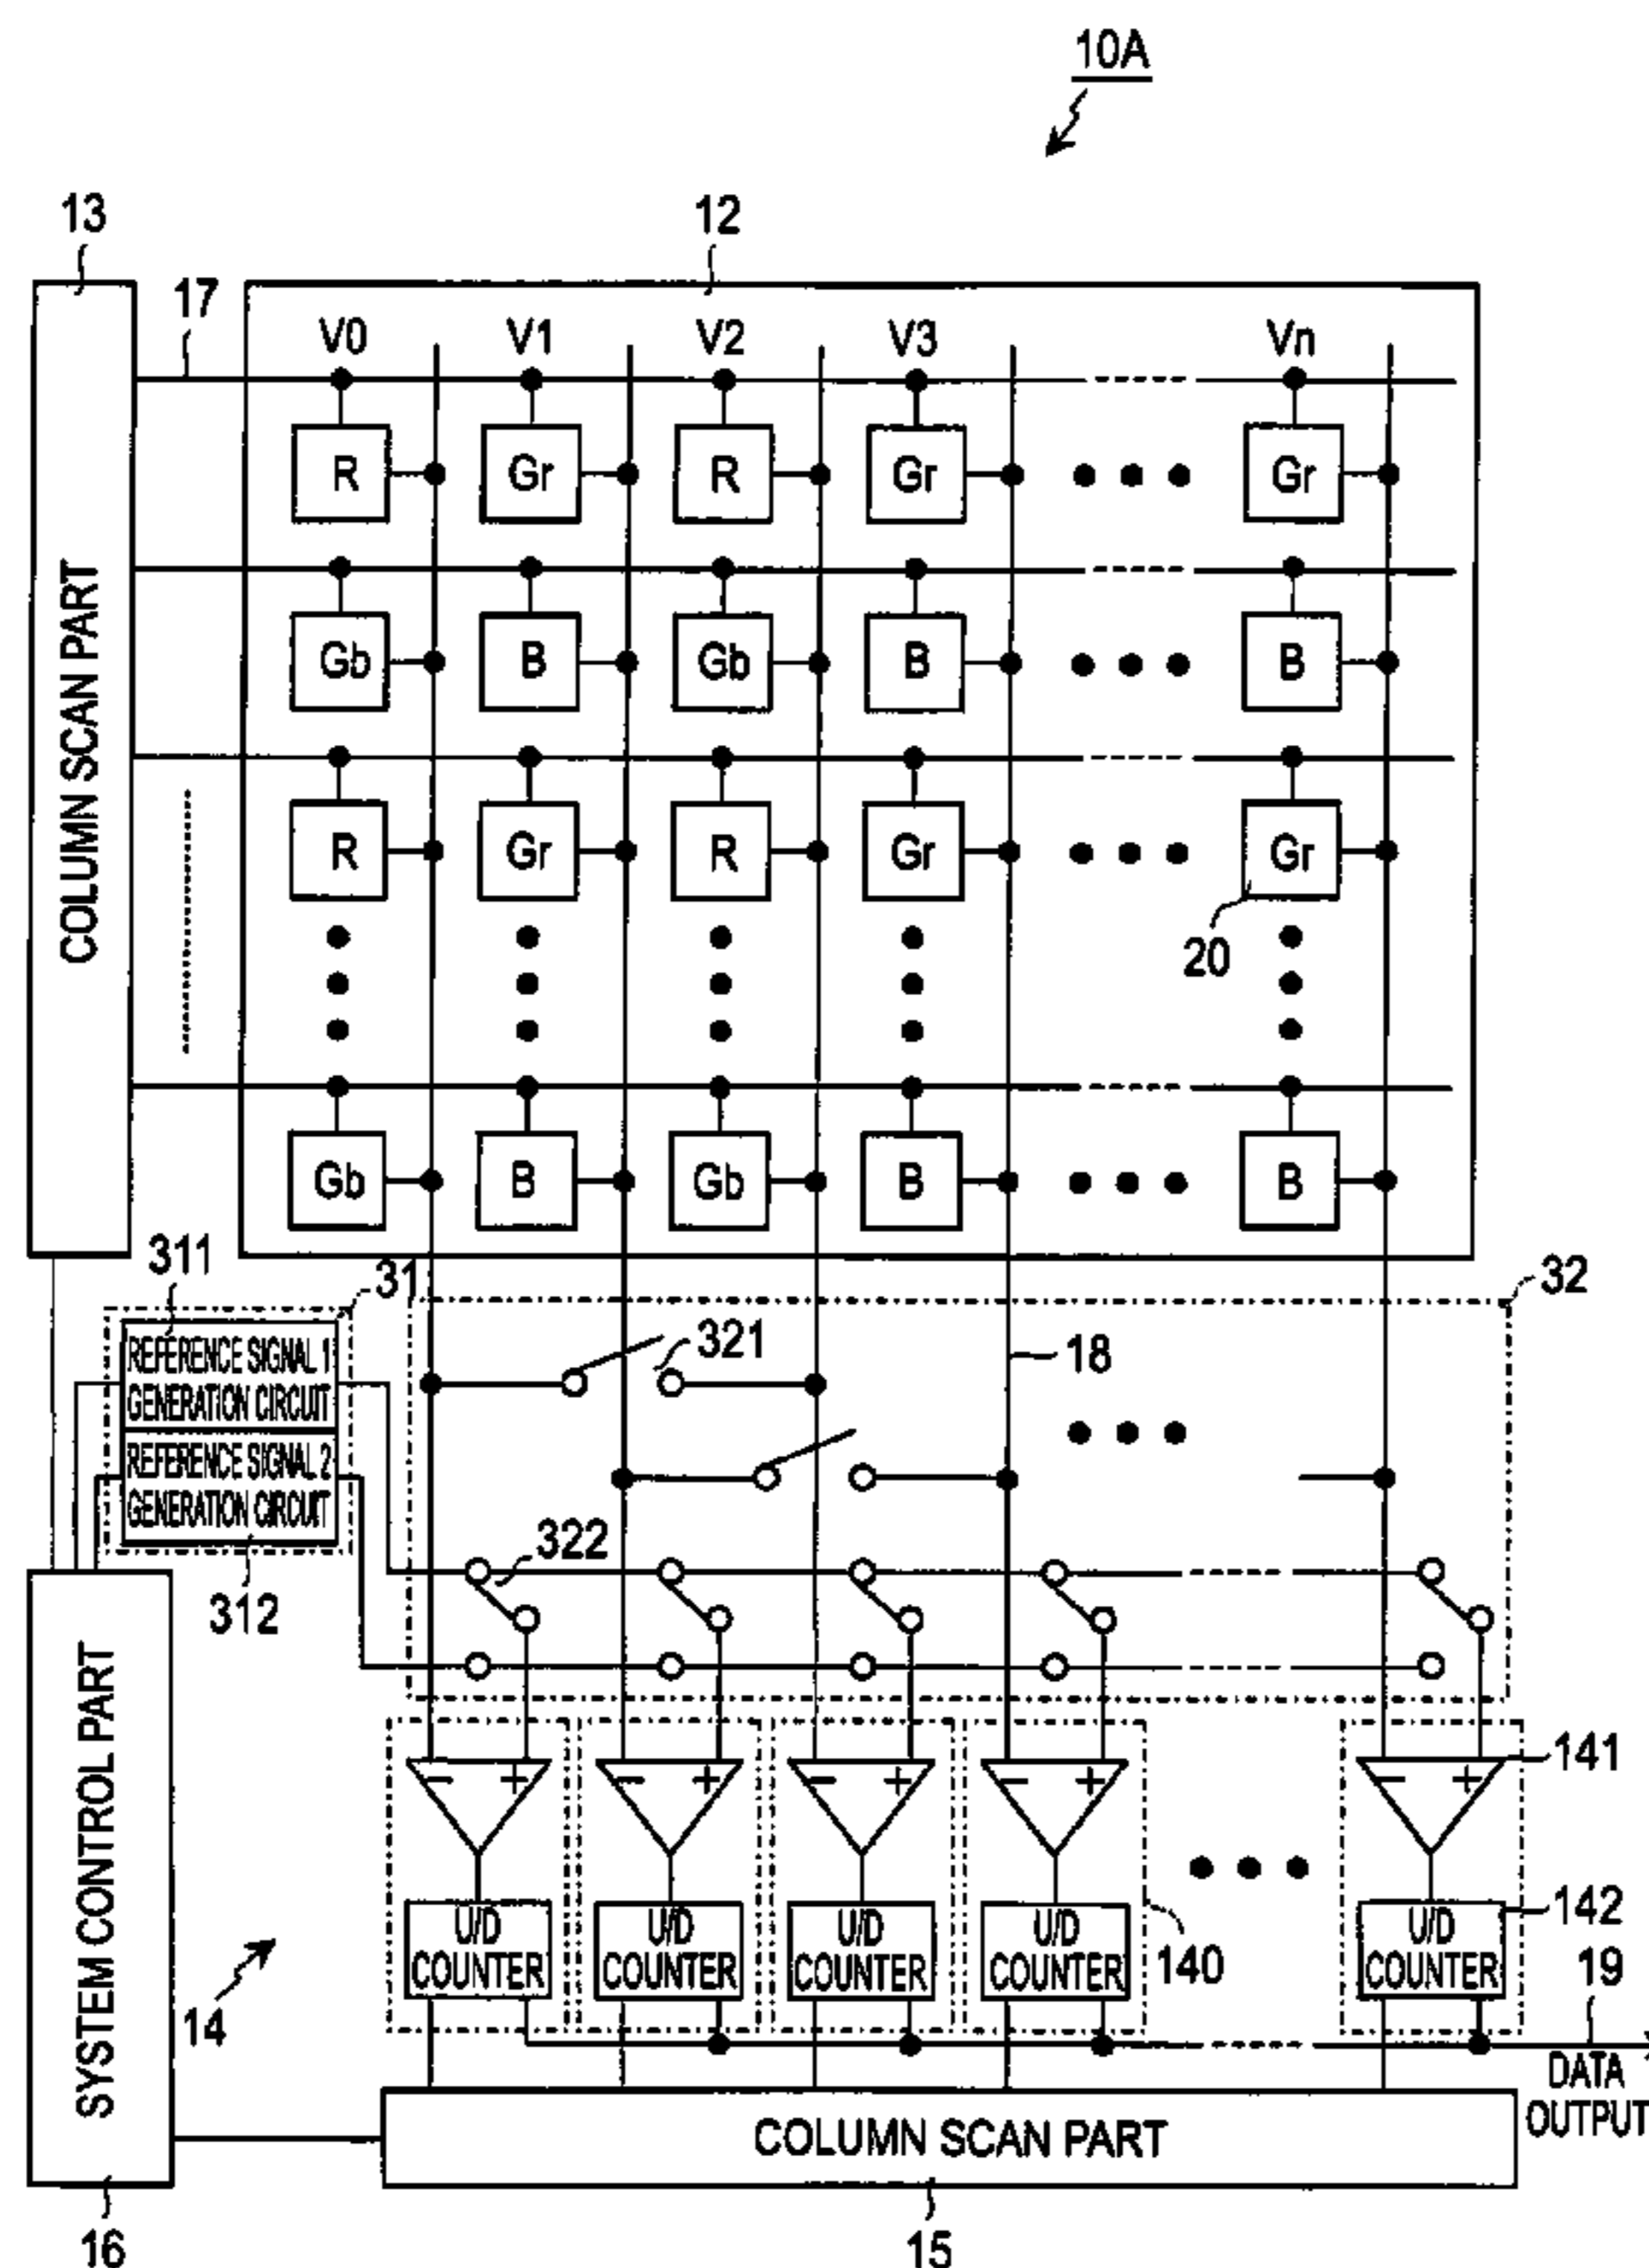 10A
13
12
17
V0 V1 V2 V3 Vn
R Gr R Gr Gr
Gb B Gb B B
R Gr R Gr Gr
20
Gb B Gb B B
COLUMN SCAN PART
311
31
32
REFERENCE SIGNAL 1
GENERATION CIRCUIT
321
18
REFERENCE SIGNAL 2
GENERATION CIRCUIT
322
312
SYSTEM CONTROL PART
− + − + − + − + − +
141
U/D
COUNTER
U/D
COUNTER
U/D
COUNTER
U/D
COUNTER
U/D
COUNTER
142
140
19
14
DATA
OUTPUT
COLUMN SCAN PART
16
15